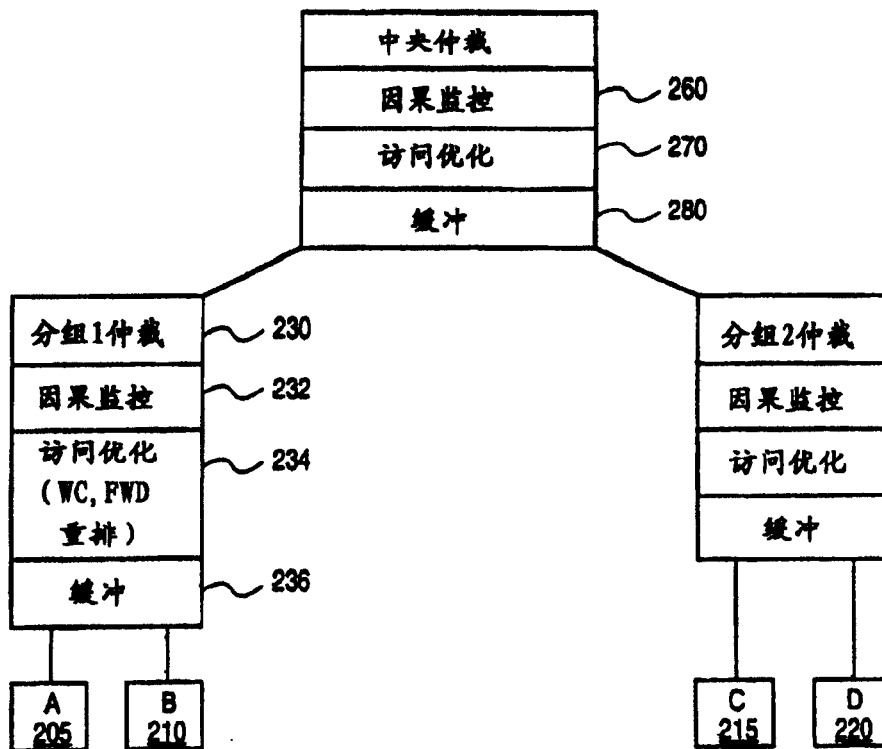 中央仲裁
因果监控
260
访问优化
270
缓冲
280
分组1仲裁
230
因果监控
232
访问优化
(WC,FWD
重排)
234
缓冲
236
A
205
B
210
分组2仲裁
因果监控
访问优化
缓冲
C
215
D
220